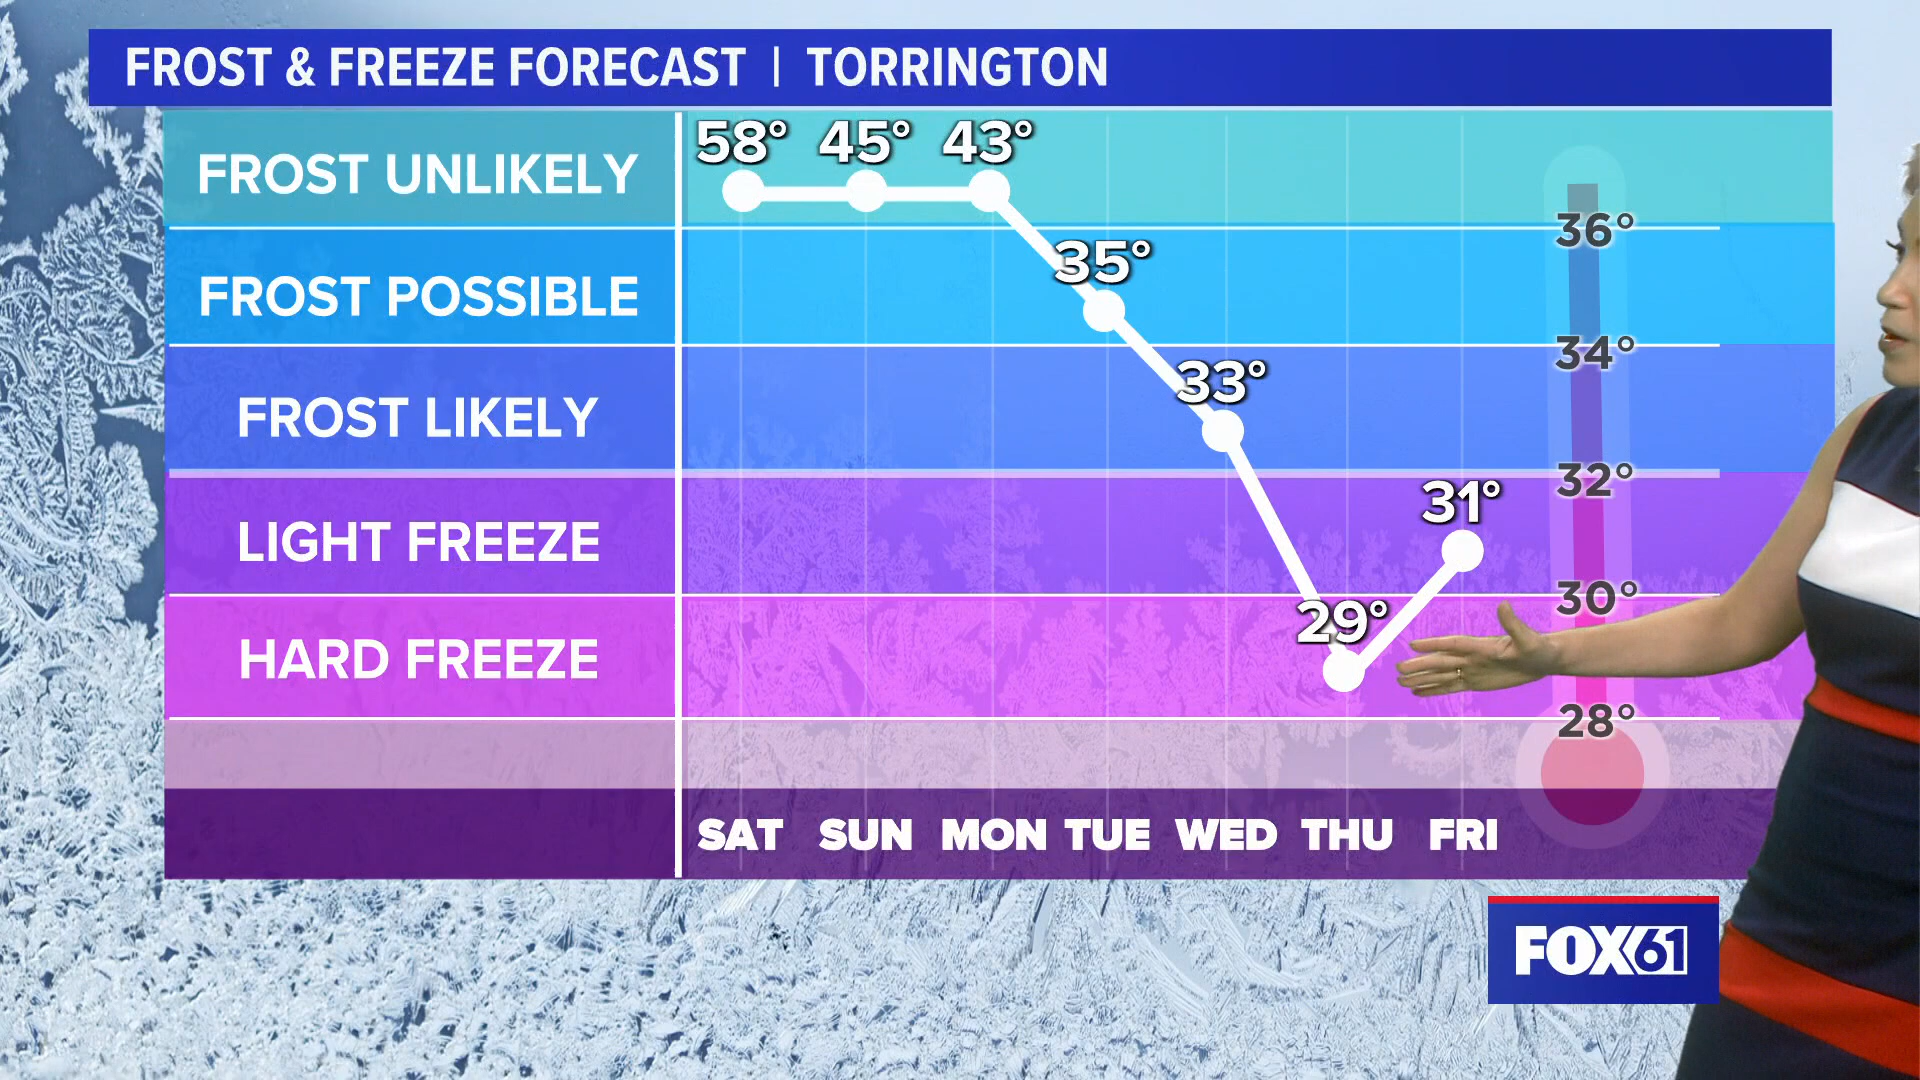 FROST & FREEZE FORECAST | TORRINGTON
58° 45° 43°
FROST UNLIKELY
36°
35°
FROST POSSIBLE
34°
33°
FROST LIKELY
32°
31°
LIGHT FREEZE
30°
29°
HARD FREEZE
28°
SAT SUN MON TUE WED THU FRI
FOX61